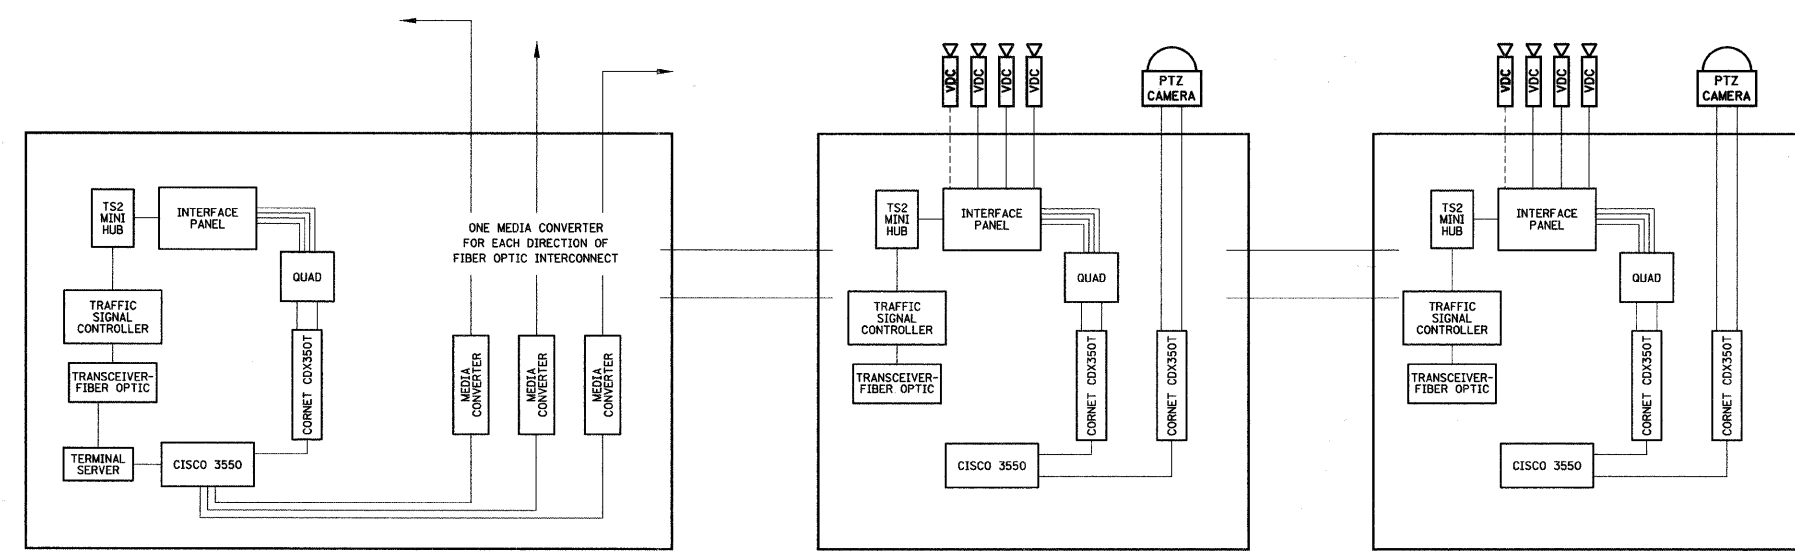 TS2
MINI
HUB
INTERFACE
PANEL
QUAD
TRAFFIC
SIGNAL
CONTROLLER
TRANSCEIVER-
FIBER OPTIC
CORNET CDX350T
TERMINAL
SERVER
CISCO 3550
ONE MEDIA CONVERTER
FOR EACH DIRECTION OF
FIBER OPTIC INTERCONNECT
MEDIA
CONVERTER
MEDIA
CONVERTER
MEDIA
CONVERTER
VDC
VDC
VDC
VDC
PTZ
CAMERA
TS2
MINI
HUB
INTERFACE
PANEL
QUAD
TRAFFIC
SIGNAL
CONTROLLER
TRANSCEIVER-
FIBER OPTIC
CORNET CDX350T
CORNET CDX350T
CISCO 3550
VDC
VDC
VDC
VDC
PTZ
CAMERA
TS2
MINI
HUB
INTERFACE
PANEL
QUAD
TRAFFIC
SIGNAL
CONTROLLER
TRANSCEIVER-
FIBER OPTIC
CORNET CDX350T
CORNET CDX350T
CISCO 3550